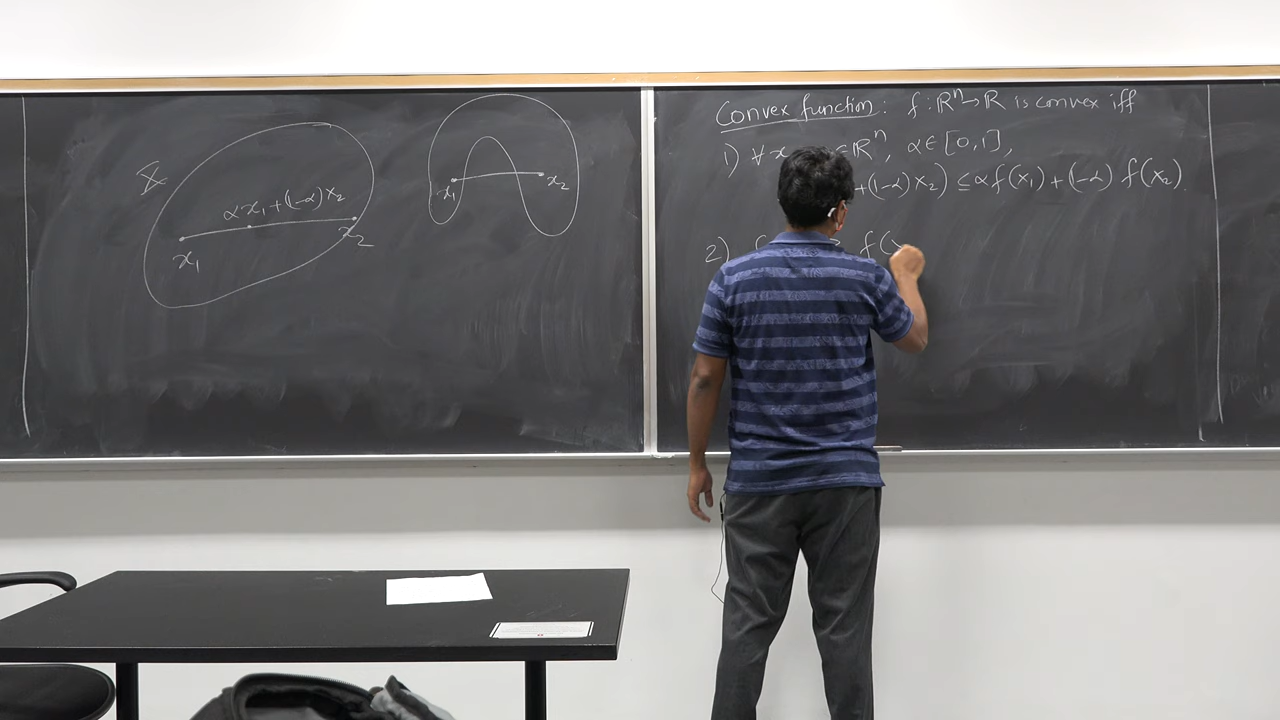 X
αx₁+(1-α)x₂
x₁
x₂
x₁
x₂
Convex function: f: ℝⁿ→ℝ is convex iff
1) ∀x ∈ℝⁿ, α∈[0,1],
+(1-α)x₂) ≤ αf(x₁)+(1-α) f(x₂).
2) f(x